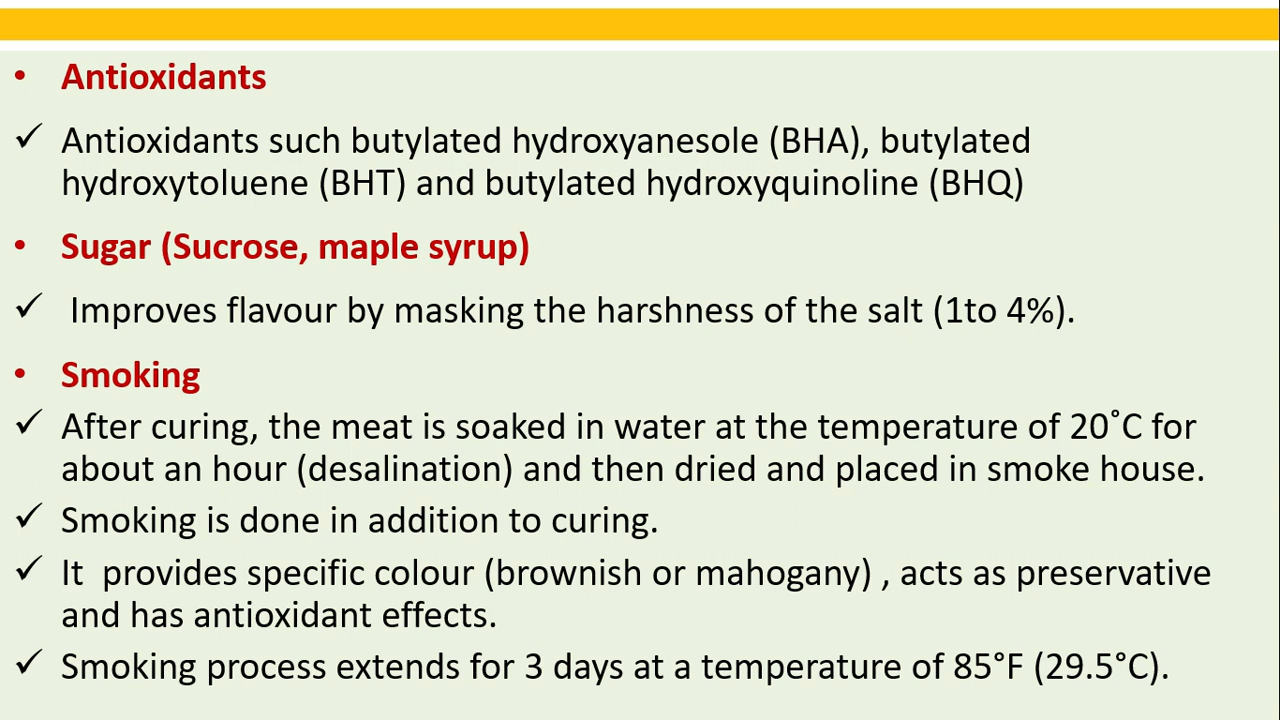 • Antioxidants
✓ Antioxidants such butylated hydroxyanesole (BHA), butylated
hydroxytoluene (BHT) and butylated hydroxyquinoline (BHQ)
• Sugar (Sucrose, maple syrup)
✓ Improves flavour by masking the harshness of the salt (1to 4%).
• Smoking
✓ After curing, the meat is soaked in water at the temperature of 20˚C for
about an hour (desalination) and then dried and placed in smoke house.
✓ Smoking is done in addition to curing.
✓ It  provides specific colour (brownish or mahogany) , acts as preservative
and has antioxidant effects.
✓ Smoking process extends for 3 days at a temperature of 85°F (29.5°C).